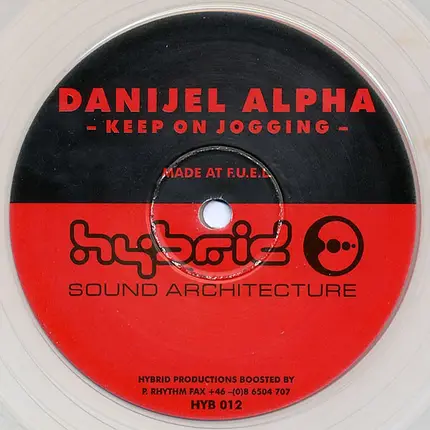 DANIJEL ALPHA
– KEEP ON JOGGING –
MADE AT F.U.E.L
hybrid
SOUND ARCHITECTURE
HYBRID PRODUCTIONS BOOSTED BY
P. RHYTHM FAX +46 –(0)8 6504 707
HYB 012